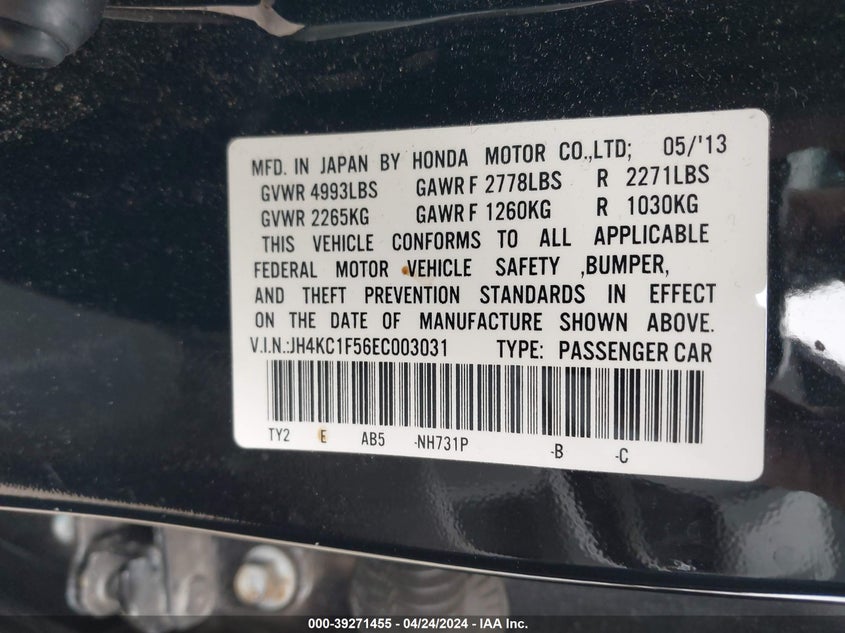 MFD. IN JAPAN BY HONDA MOTOR CO.,LTD; 05/'13
GVWR 4993LBS GAWR F 2778LBS R 2271LBS
GVWR 2265KG GAWR F 1260KG R 1030KG
THIS VEHICLE CONFORMS TO ALL APPLICABLE
FEDERAL MOTOR VEHICLE SAFETY ,BUMPER,
AND THEFT PREVENTION STANDARDS IN EFFECT
ON THE DATE OF MANUFACTURE SHOWN ABOVE.
V.I.N.:JH4KC1F56EC003031 TYPE: PASSENGER CAR
TY2 E AB5 -NH731P -B -C
000-39271455 - 04/24/2024 - IAA Inc.